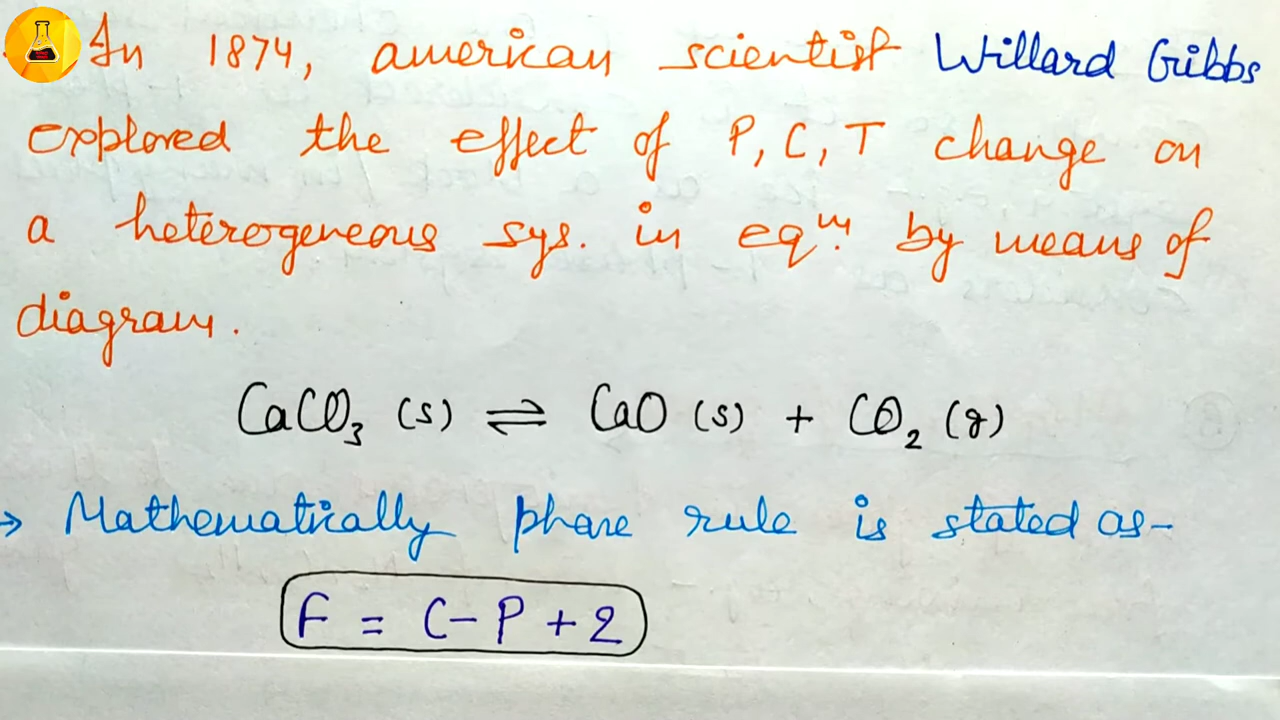 In 1874, american scientist Willard Gibbs
explored the effect of P, C, T change on
a heterogeneous sys. in eqᵐ. by means of
diagram.
CaCO₃ (s) ⇌ CaO (s) + CO₂ (g)
→ Mathematically phase rule is stated as-
F = C - P + 2